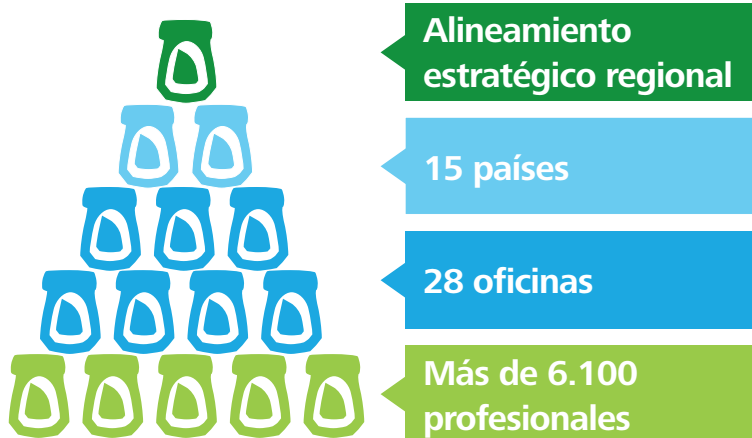 Alineamiento
estratégico regional
15 países
28 oficinas
Más de 6.100
profesionales